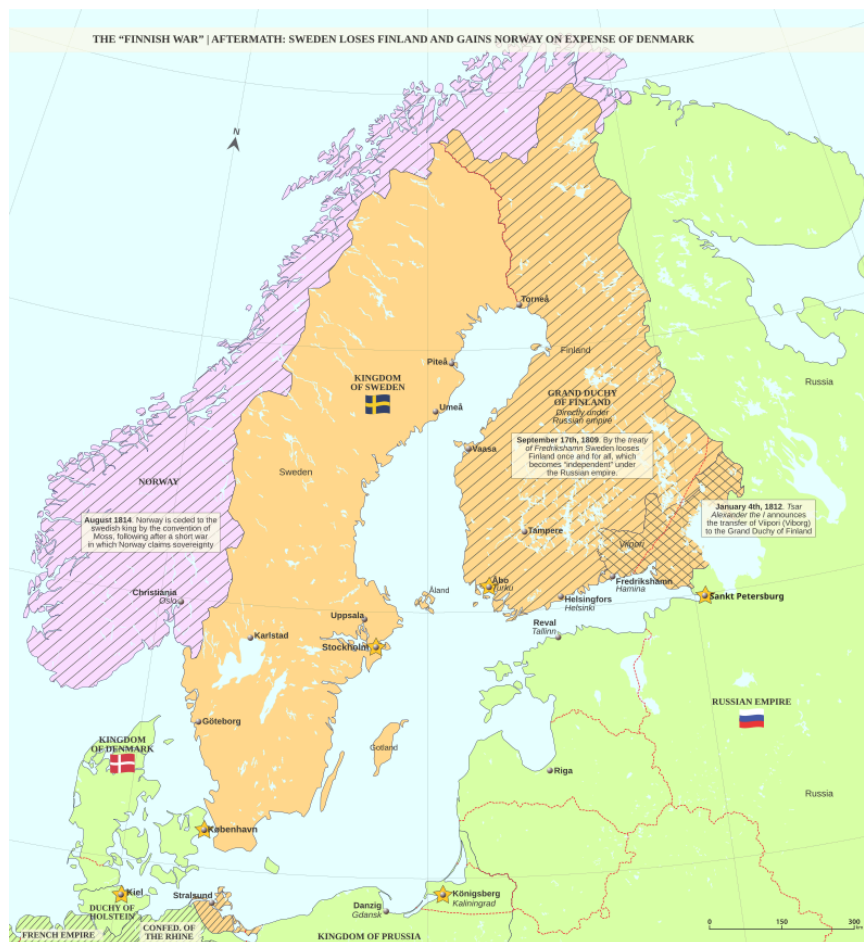 THE “FINNISH WAR” | AFTERMATH: SWEDEN LOSES FINLAND AND GAINS NORWAY ON EXPENSE OF DENMARK
N
Torneå
Finland
Piteå
KINGDOM
OF SWEDEN
Russia
GRAND DUCHY
OF FINLAND
Directly under
Russian empire
Umeå
September 17th, 1809. By the treaty
of Fredrikshamn Sweden looses
Finland once and for all, which
becomes "independent" under
the Russian empire.
Vaasa
Sweden
NORWAY
August 1814. Norway is ceded to the
swedish king by the convention of
Moss, following after a short war
in which Norway claims sovereignty
January 4th, 1812. Tsar
Alexander the I announces
the transfer of Viipori (Viborg)
to the Grand Duchy of Finland
Tampere
Viipori
Christiania
Oslo
Åbo
Turku
Åland
Fredrikshamn
Hamina
Helsingfors
Helsinki
Sankt Petersburg
Uppsala
Reval
Tallinn
Karlstad
Stockholm
RUSSIAN EMPIRE
Göteborg
KINGDOM
OF DENMARK
Gotland
Riga
Russia
København
Kiel
Stralsund
Königsberg
Kaliningrad
DUCHY OF
HOLSTEIN
Danzig
Gdansk
FRENCH EMPIRE
CONFED. OF
THE RHINE
KINGDOM OF PRUSSIA
0 150 300